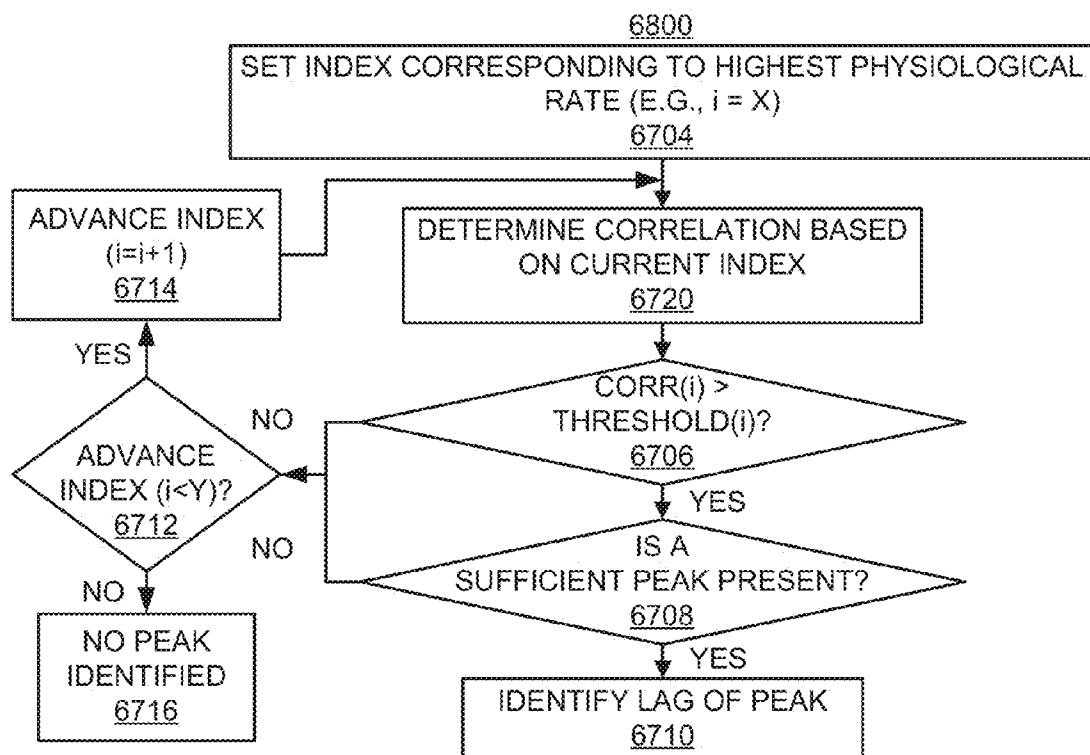 6800
SET INDEX CORRESPONDING TO HIGHEST PHYSIOLOGICAL
RATE (E.G., i = X)
6704
ADVANCE INDEX
(i=i+1)
6714
DETERMINE CORRELATION BASED
ON CURRENT INDEX
6720
YES
CORR(i) >
THRESHOLD(i)?
6706
NO
ADVANCE
INDEX (i<Y)?
6712
YES
NO
IS A
SUFFICIENT PEAK PRESENT?
6708
NO
NO PEAK
IDENTIFIED
6716
YES
IDENTIFY LAG OF PEAK
6710